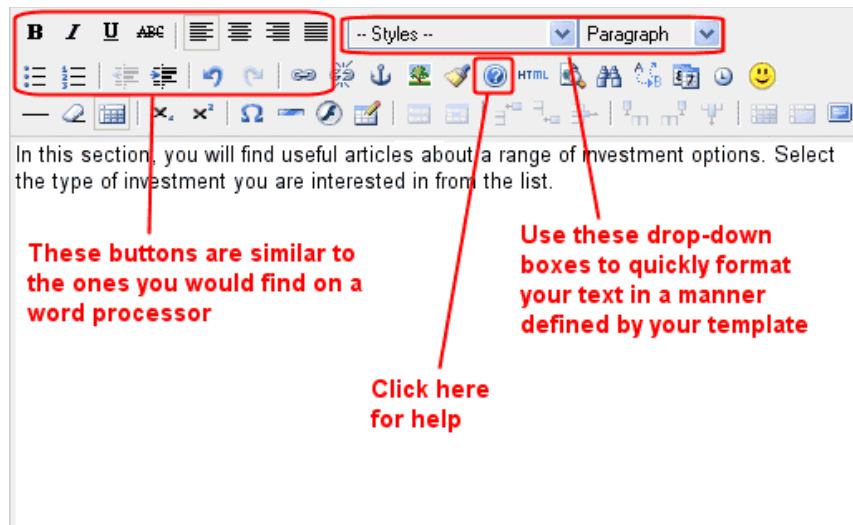 B I U ABC -- Styles -- Paragraph
HTML
In this section, you will find useful articles about a range of investment options. Select
the type of investment you are interested in from the list.
These buttons are similar to
the ones you would find on a
word processor
Use these drop-down
boxes to quickly format
your text in a manner
defined by your template
Click here
for help